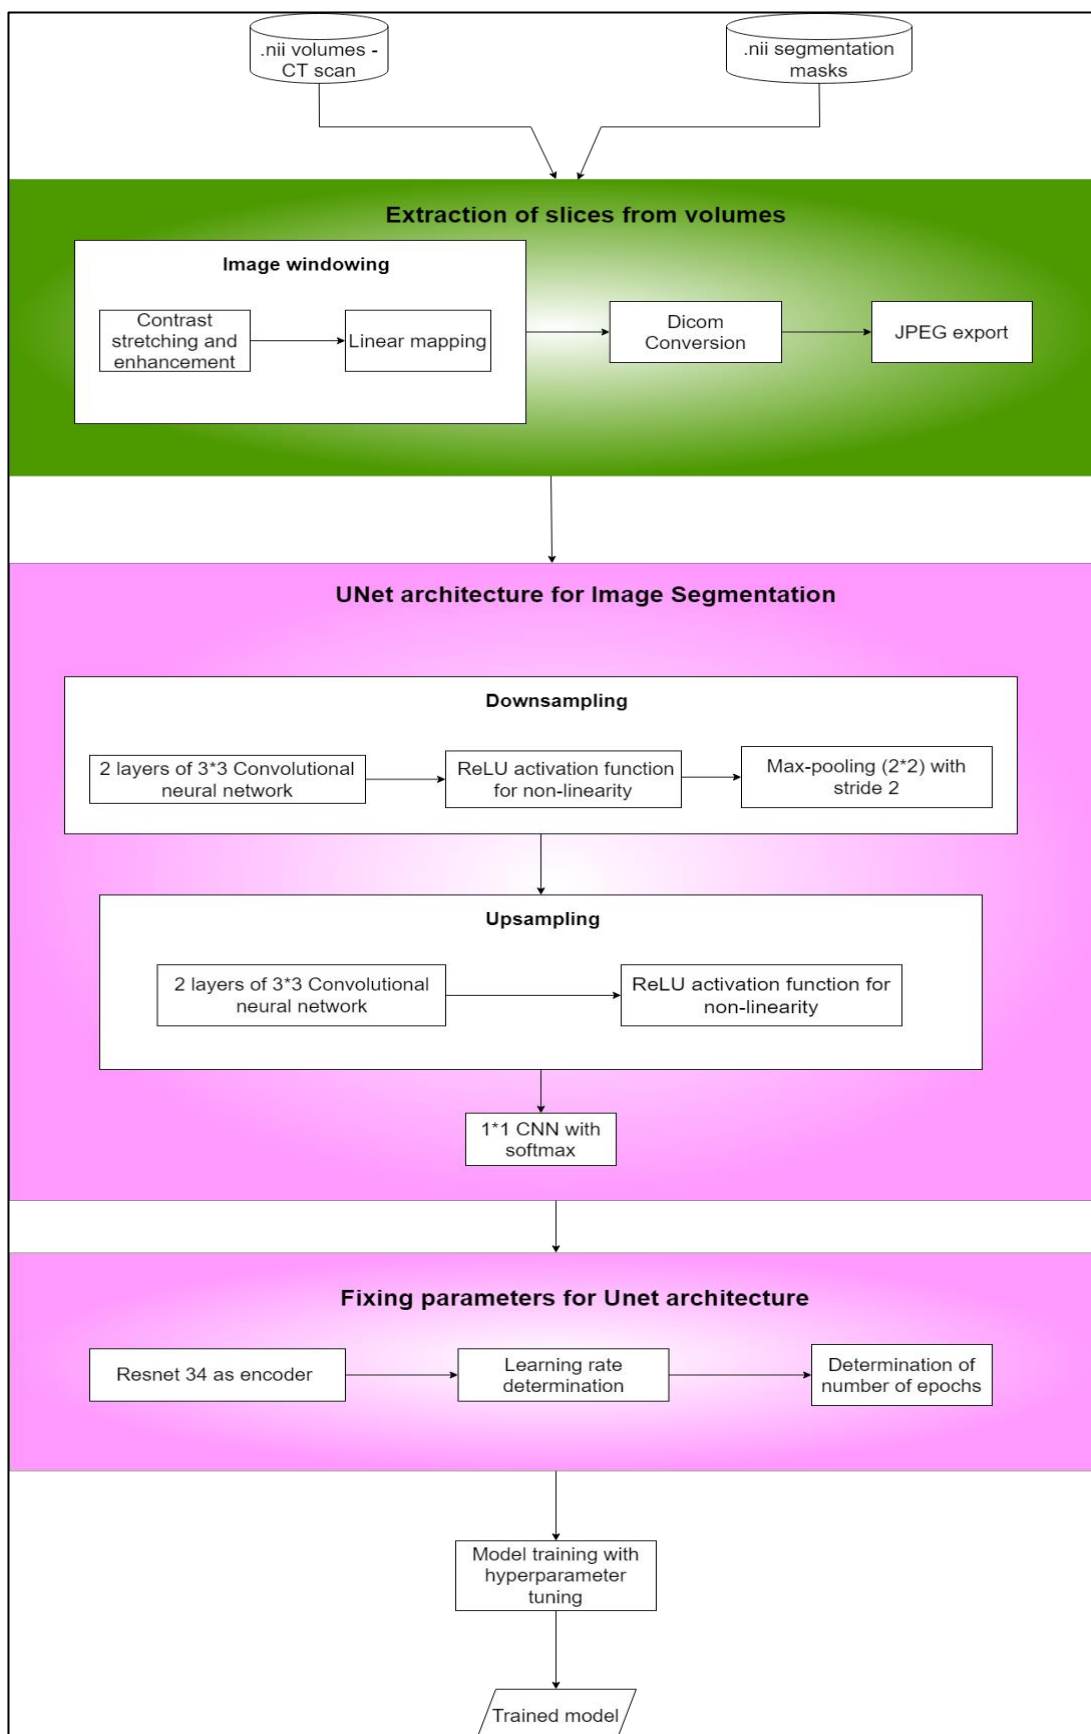 .nii volumes -
CT scan
.nii segmentation
masks
Extraction of slices from volumes
Image windowing
Contrast
stretching and
enhancement
Linear mapping
Dicom
Conversion
JPEG export
UNet architecture for Image Segmentation
Downsampling
2 layers of 3*3 Convolutional
neural network
ReLU activation function
for non-linearity
Max-pooling (2*2) with
stride 2
Upsampling
2 layers of 3*3 Convolutional
neural network
ReLU activation function for
non-linearity
1*1 CNN with
softmax
Fixing parameters for Unet architecture
Resnet 34 as encoder
Learning rate
determination
Determination of
number of epochs
Model training with
hyperparameter
tuning
Trained model